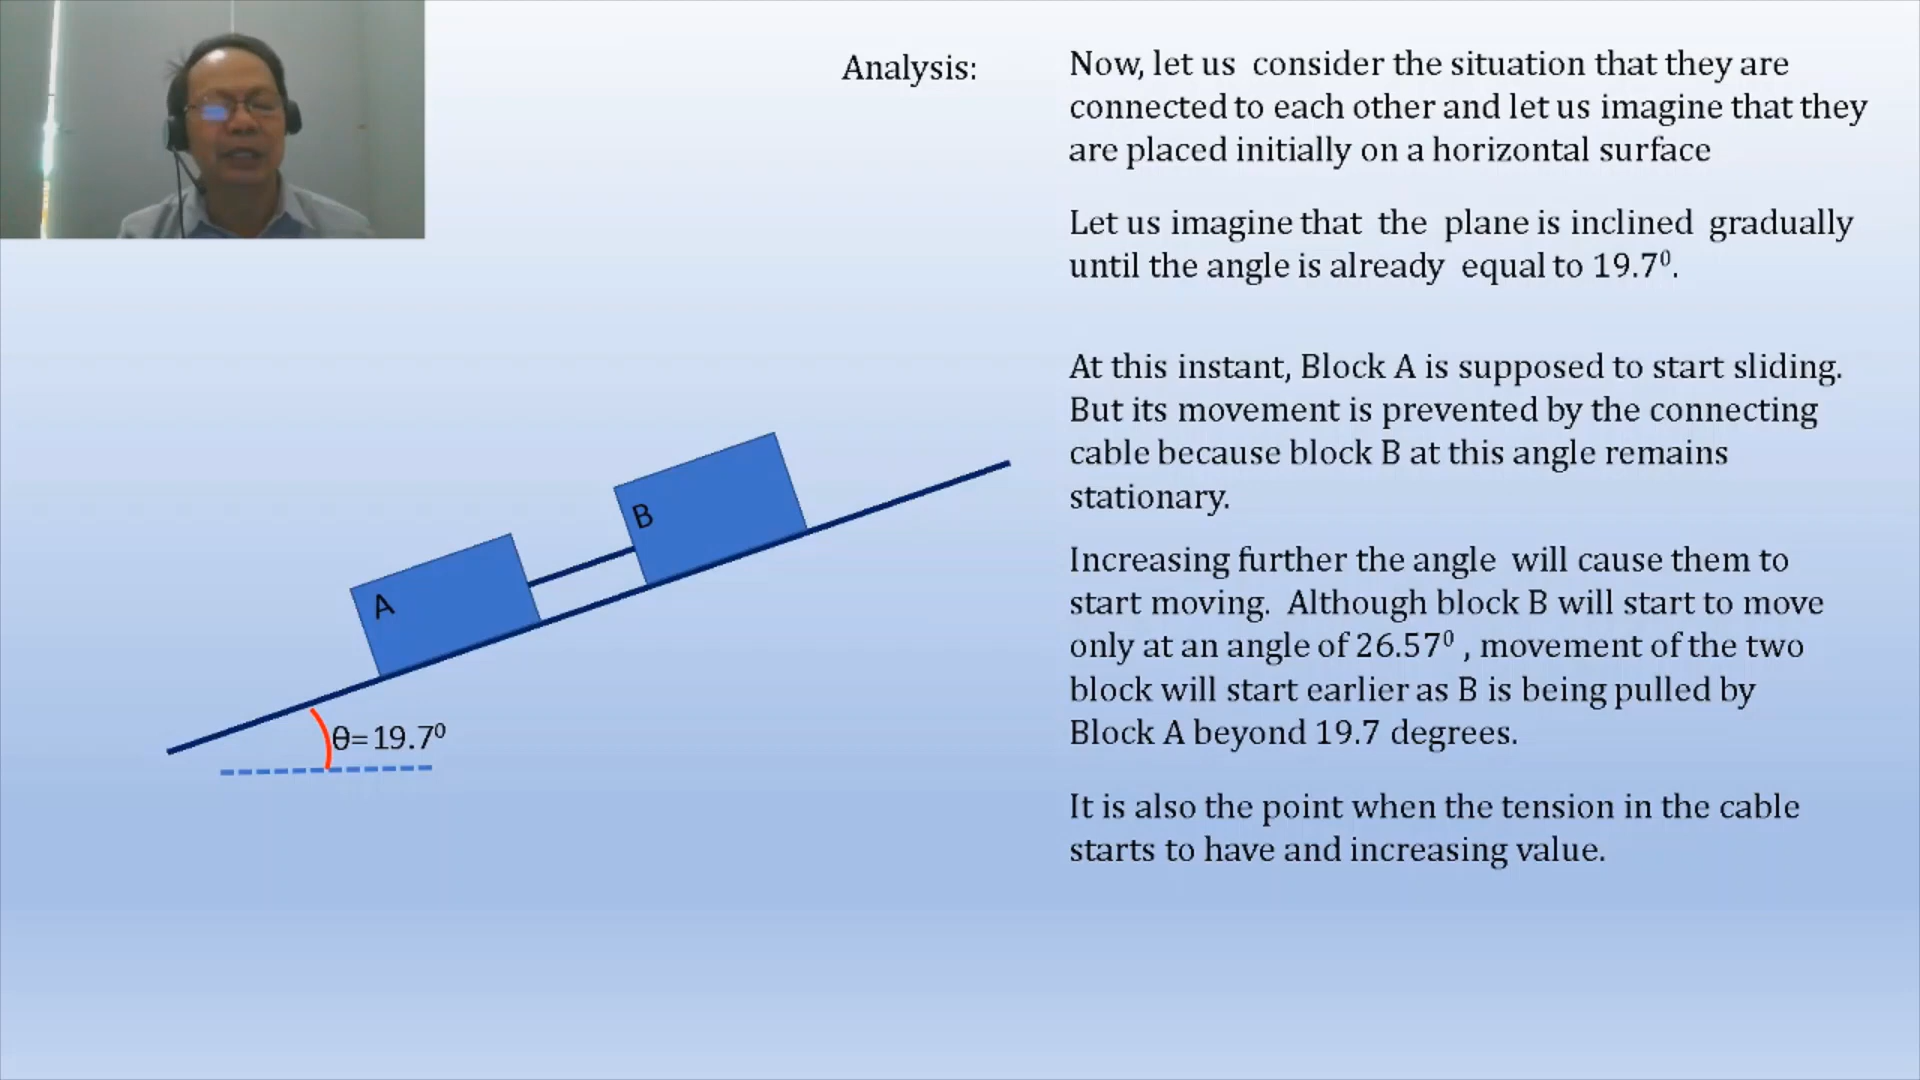 Analysis:
Now, let us consider the situation that they are
connected to each other and let us imagine that they
are placed initially on a horizontal surface
Let us imagine that the plane is inclined gradually
until the angle is already equal to 19.7⁰.
At this instant, Block A is supposed to start sliding.
But its movement is prevented by the connecting
cable because block B at this angle remains
stationary.
Increasing further the angle will cause them to
start moving. Although block B will start to move
only at an angle of 26.57⁰ , movement of the two
block will start earlier as B is being pulled by
Block A beyond 19.7 degrees.
It is also the point when the tension in the cable
starts to have and increasing value.
B
A
θ=19.7⁰